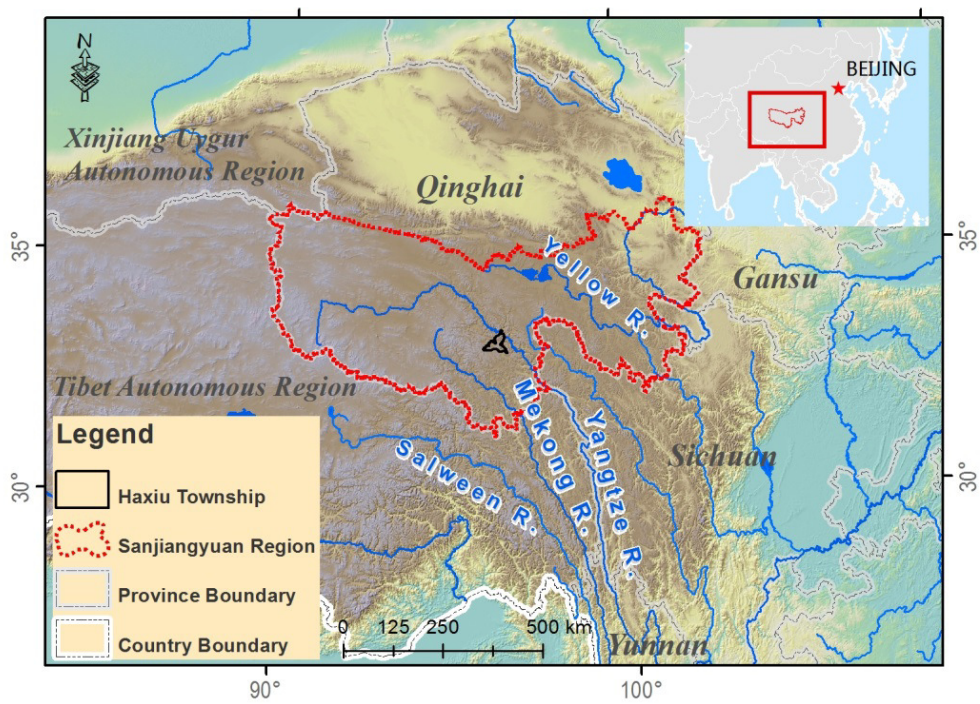 N
BEIJING
Xinjiang Uygur
Autonomous Region
Qinghai
35°
35°
Yellow R.
Gansu
Tibet Autonomous Region
Mekong R.
Yangtze R.
Sichuan
Salween R.
30°
30°
Legend
Haxiu Township
Sanjiangyuan Region
Province Boundary
Country Boundary
0 125 250 500 km
Yunnan
90°
100°